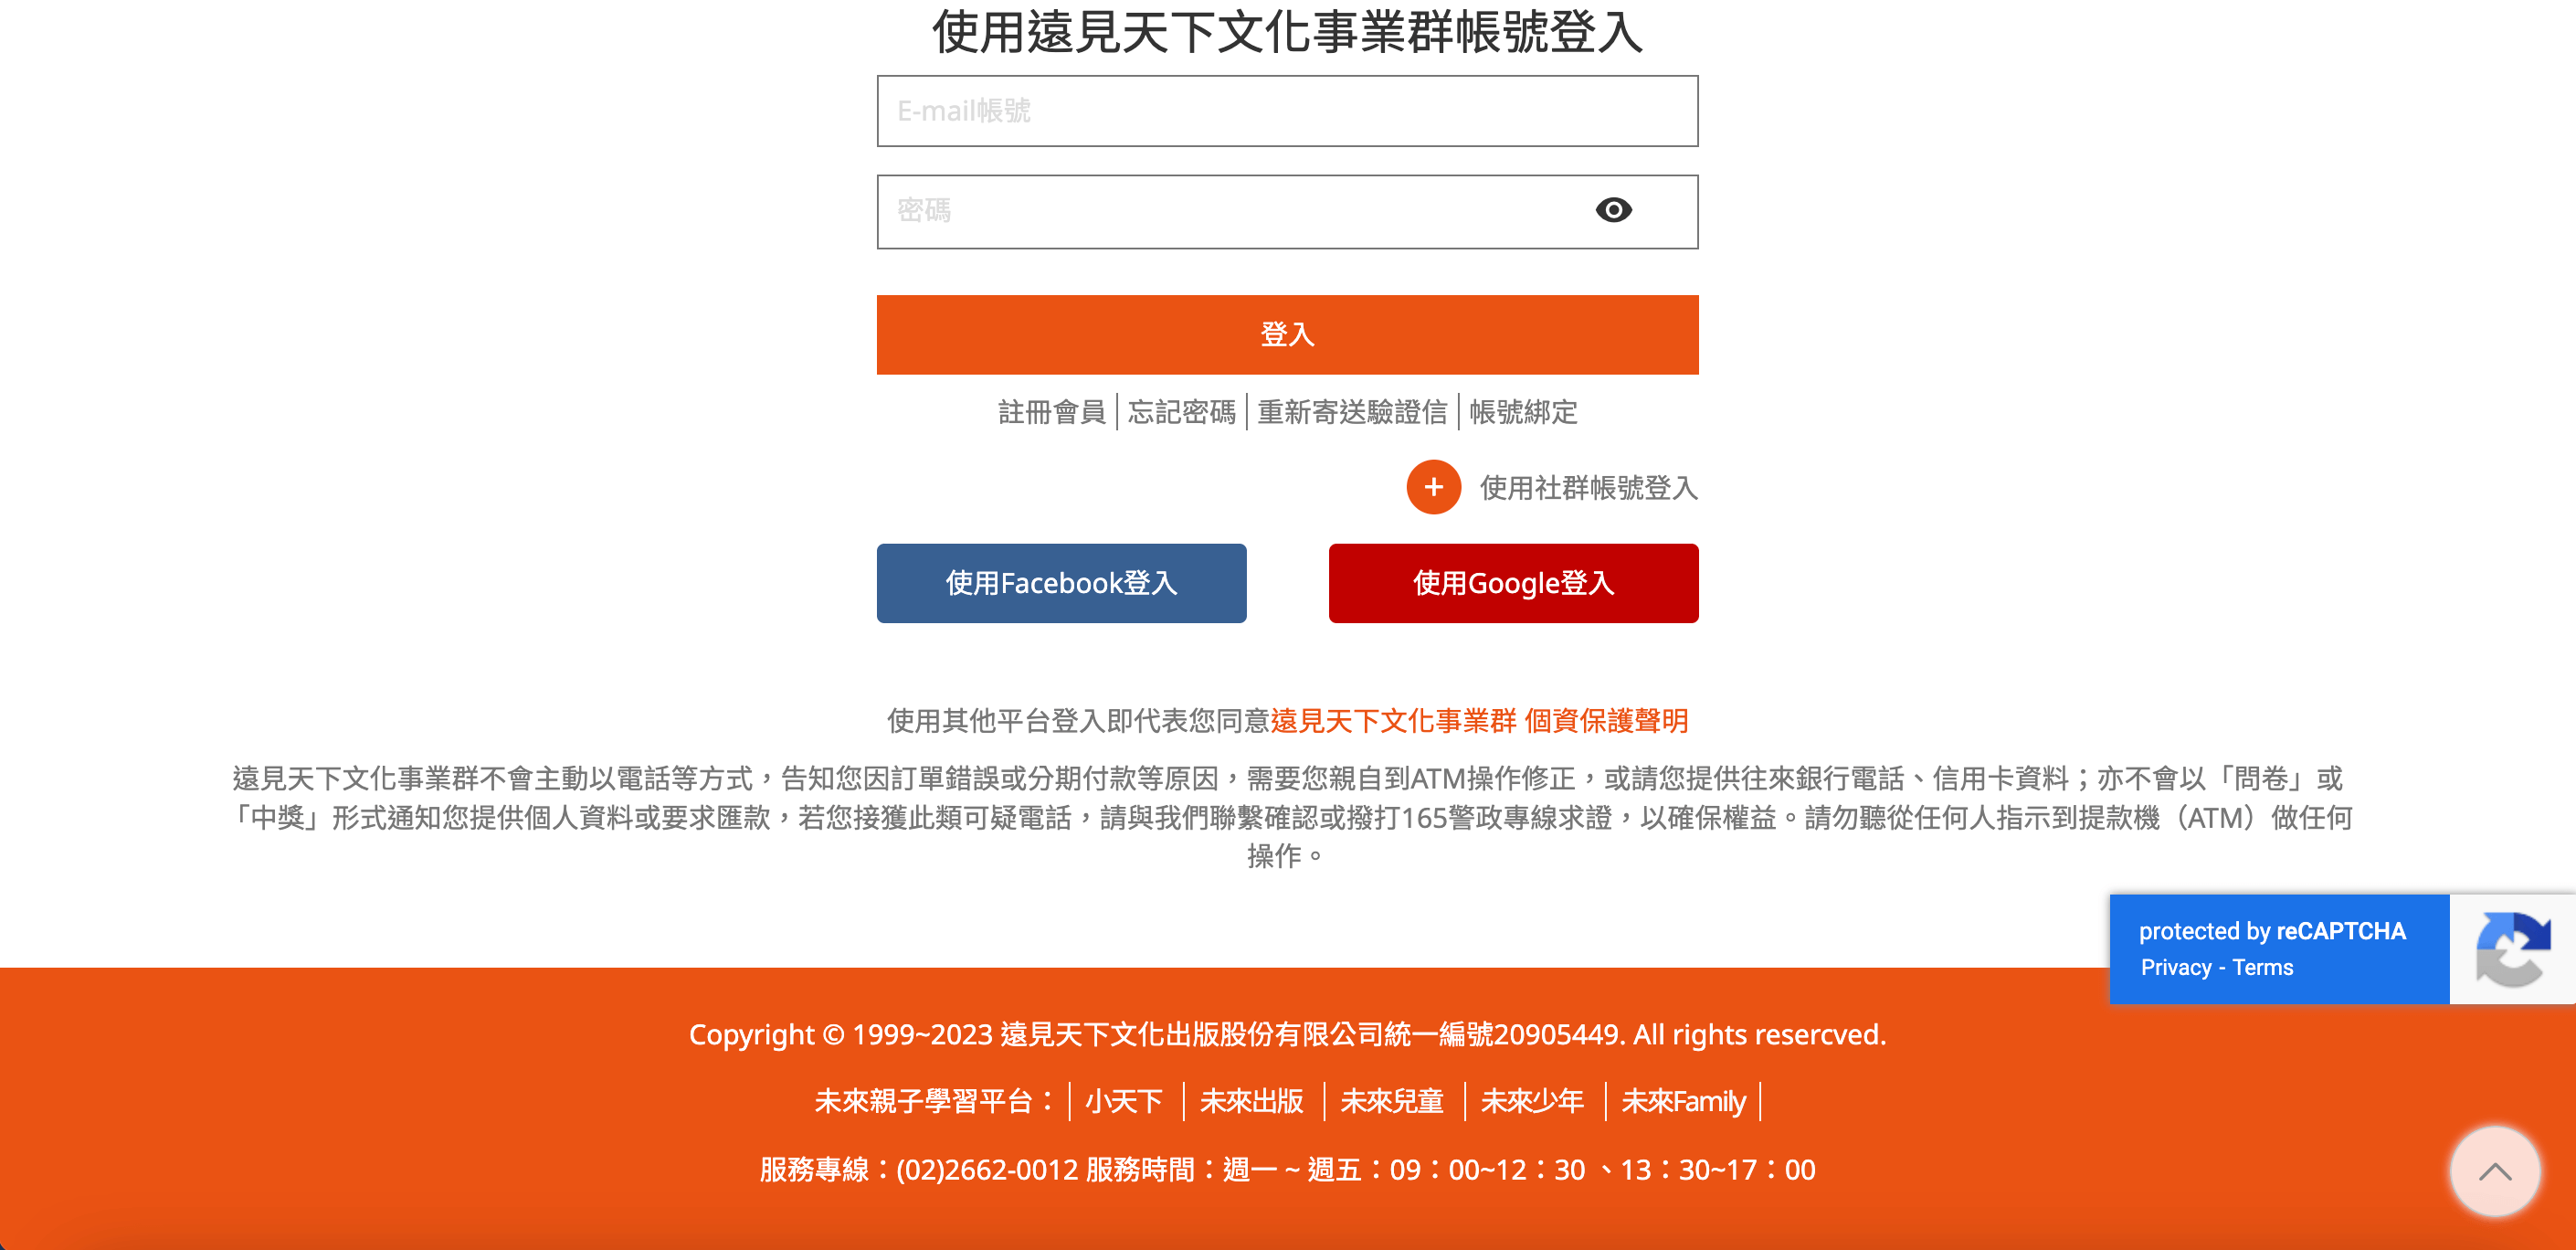 使用遠見天下文化事業群帳號登入
E-mail帳號
密碼
登入
註冊會員 忘記密碼 重新寄送驗證信 帳號綁定
+ 使用社群帳號登入
使用Facebook登入 使用Google登入
使用其他平台登入即代表您同意遠見天下文化事業群 個資保護聲明
遠見天下文化事業群不會主動以電話等方式，告知您因訂單錯誤或分期付款等原因，需要您親自到ATM操作修正，或請您提供往來銀行電話、信用卡資料；亦不會以「問卷」或
「中獎」形式通知您提供個人資料或要求匯款，若您接獲此類可疑電話，請與我們聯繫確認或撥打165警政專線求證，以確保權益。請勿聽從任何人指示到提款機（ATM）做任何
操作。
protected by reCAPTCHA
Privacy - Terms
Copyright © 1999~2023 遠見天下文化出版股份有限公司統一編號20905449. All rights resercved.
未來親子學習平台： 小天下 未來出版 未來兒童 未來少年 未來Family
服務專線：(02)2662-0012 服務時間：週一 ~ 週五：09：00~12：30 、13：30~17：00